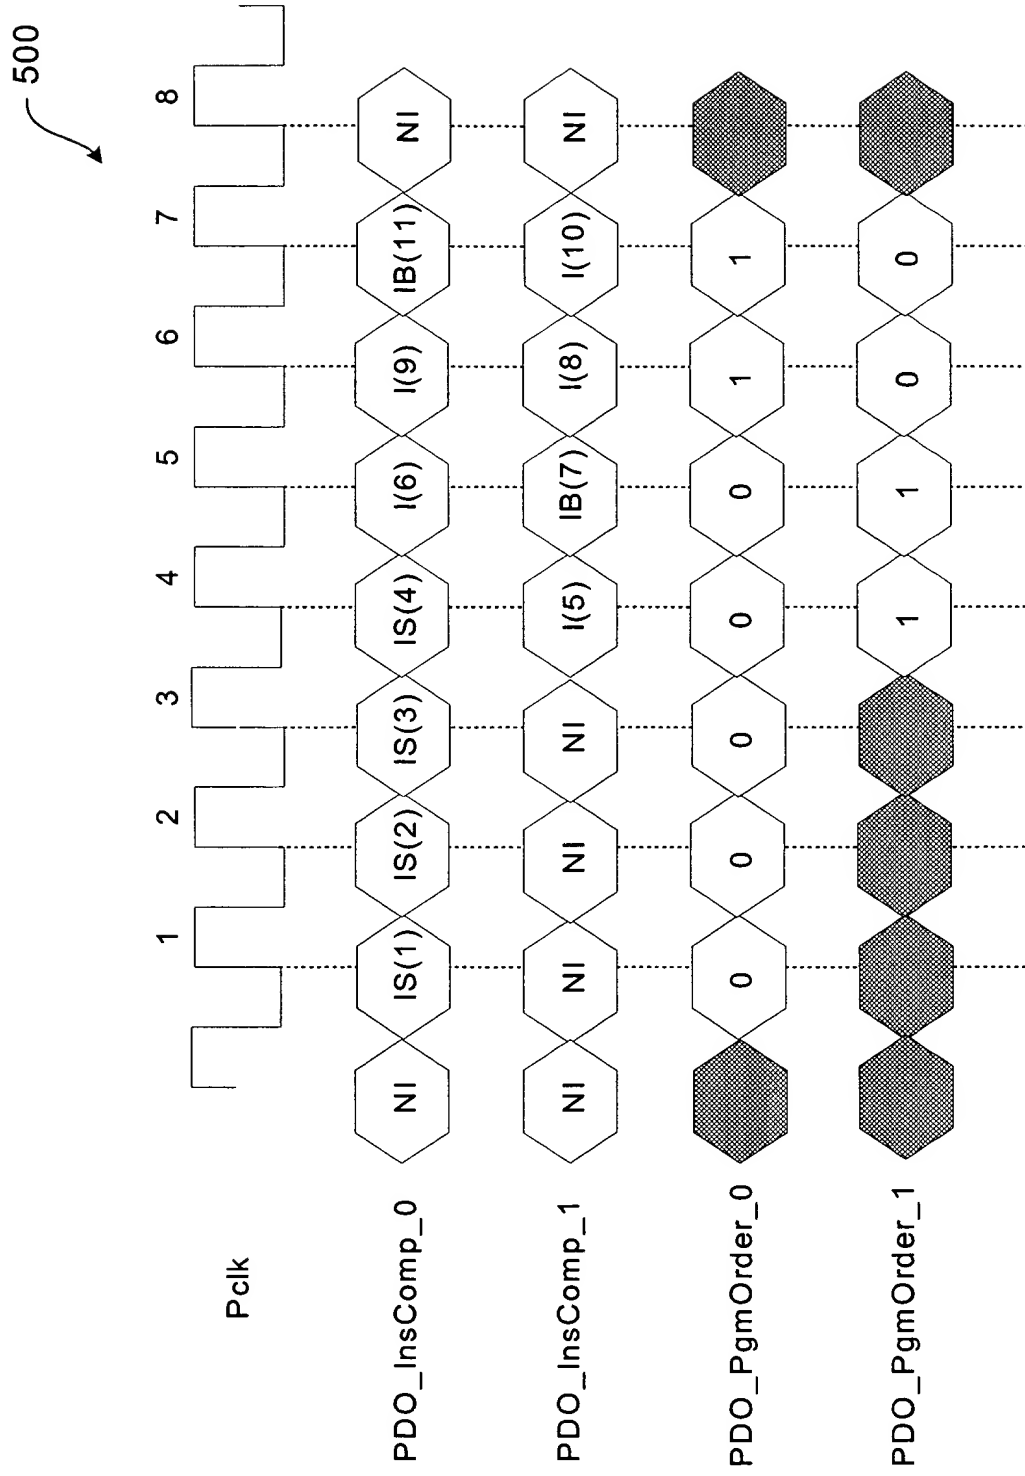 500
1 2 3 4 5 6 7 8
Pclk
PDO_InsComp_0 NI IS(1) IS(2) IS(3) IS(4) I(6) I(9) IB(11) NI
PDO_InsComp_1 NI NI NI NI I(5) IB(7) I(8) I(10) NI
PDO_PgmOrder_0 0 0 0 0 0 1 1
PDO_PgmOrder_1 1 1 0 0